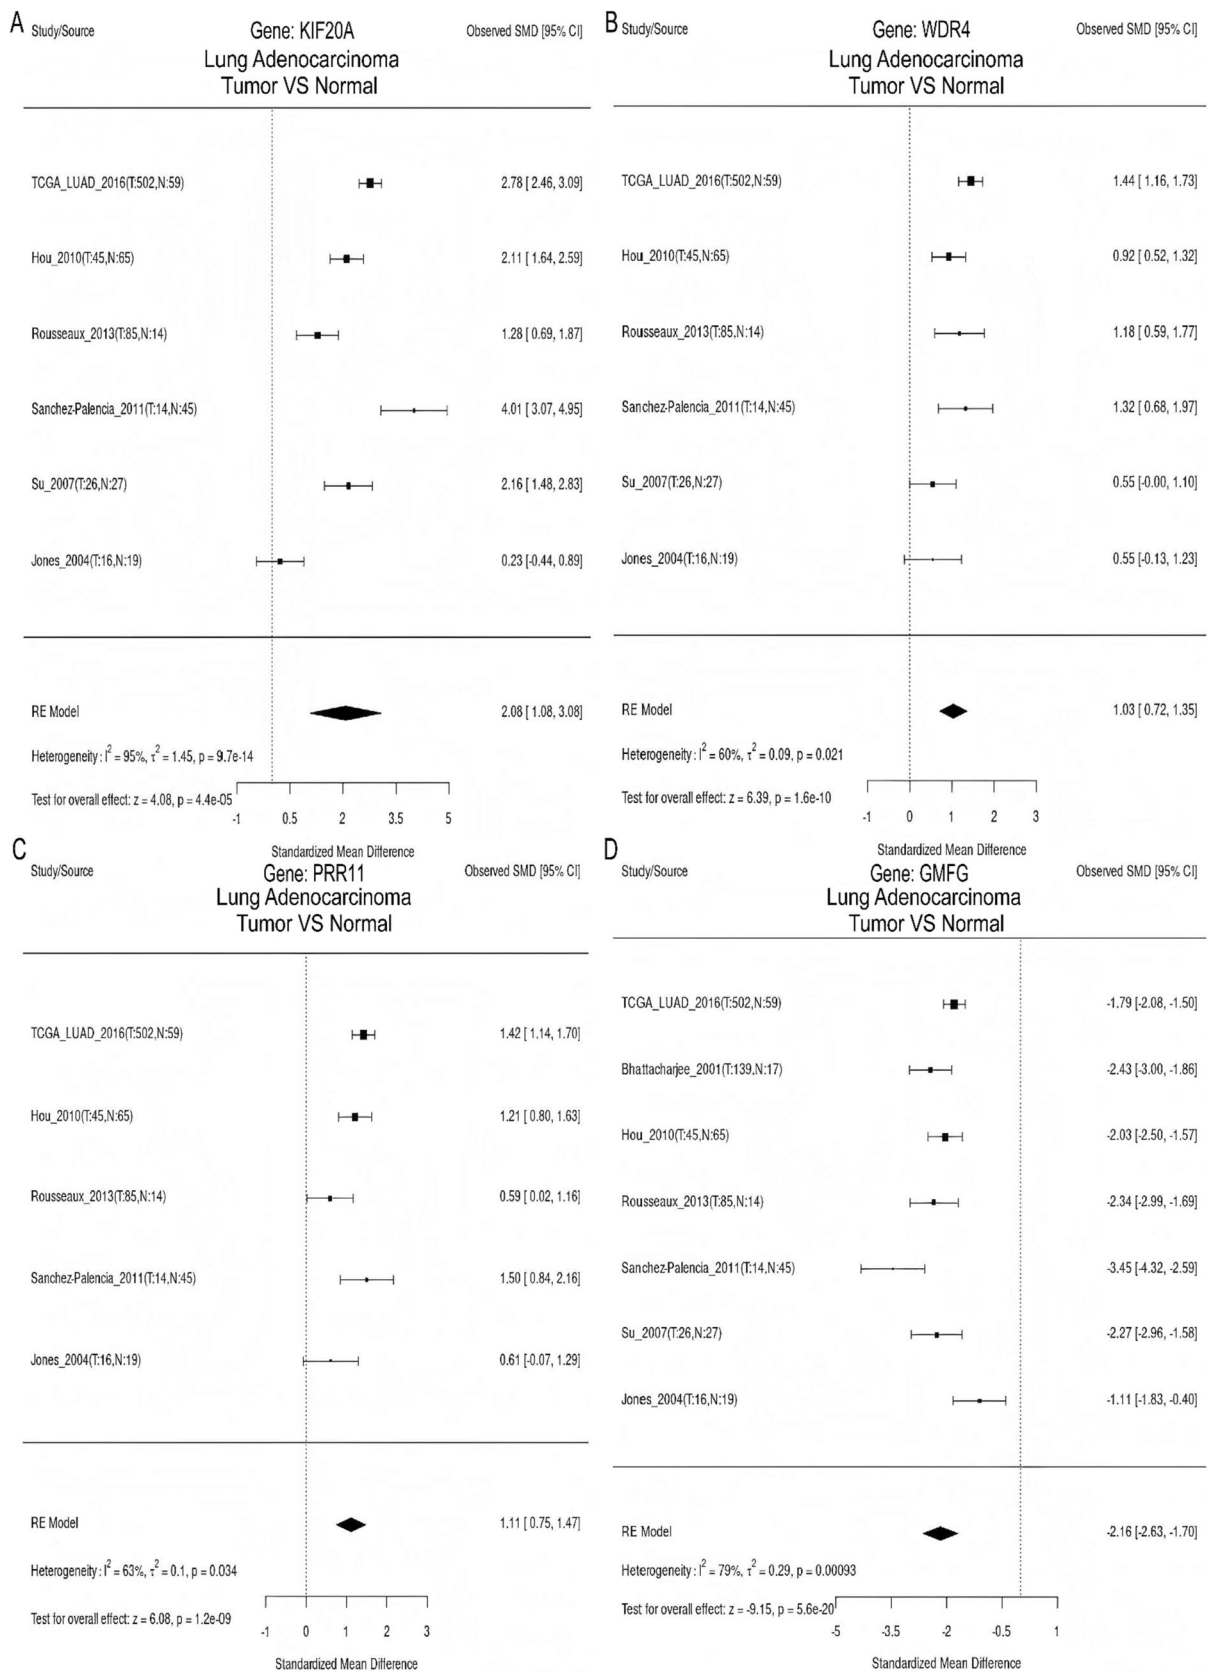 A
Study/Source
Gene: KIF20A
Observed SMD [95% CI]
Lung Adenocarcinoma
Tumor VS Normal
TCGA_LUAD_2016(T:502,N:59)
2.78 [ 2.46, 3.09]
Hou_2010(T:45,N:65)
2.11 [ 1.64, 2.59]
Rousseaux_2013(T:85,N:14)
1.28 [ 0.69, 1.87]
Sanchez-Palencia_2011(T:14,N:45)
4.01 [ 3.07, 4.95]
Su_2007(T:26,N:27)
2.16 [ 1.48, 2.83]
Jones_2004(T:16,N:19)
0.23 [-0.44, 0.89]
RE Model
2.08 [ 1.08, 3.08]
Heterogeneity : I² = 95%, τ² = 1.45, p = 9.7e-14
Test for overall effect: z = 4.08, p = 4.4e-05
-1 0.5 2 3.5 5
Standardized Mean Difference
B
Study/Source
Gene: WDR4
Observed SMD [95% CI]
Lung Adenocarcinoma
Tumor VS Normal
TCGA_LUAD_2016(T:502,N:59)
1.44 [ 1.16, 1.73]
Hou_2010(T:45,N:65)
0.92 [ 0.52, 1.32]
Rousseaux_2013(T:85,N:14)
1.18 [ 0.59, 1.77]
Sanchez-Palencia_2011(T:14,N:45)
1.32 [ 0.68, 1.97]
Su_2007(T:26,N:27)
0.55 [-0.00, 1.10]
Jones_2004(T:16,N:19)
0.55 [-0.13, 1.23]
RE Model
1.03 [ 0.72, 1.35]
Heterogeneity : I² = 60%, τ² = 0.09, p = 0.021
Test for overall effect: z = 6.39, p = 1.6e-10
-1 0 1 2 3
Standardized Mean Difference
C
Study/Source
Gene: PRR11
Observed SMD [95% CI]
Lung Adenocarcinoma
Tumor VS Normal
TCGA_LUAD_2016(T:502,N:59)
1.42 [ 1.14, 1.70]
Hou_2010(T:45,N:65)
1.21 [ 0.80, 1.63]
Rousseaux_2013(T:85,N:14)
0.59 [ 0.02, 1.16]
Sanchez-Palencia_2011(T:14,N:45)
1.50 [ 0.84, 2.16]
Jones_2004(T:16,N:19)
0.61 [-0.07, 1.29]
RE Model
1.11 [ 0.75, 1.47]
Heterogeneity : I² = 63%, τ² = 0.1, p = 0.034
Test for overall effect: z = 6.08, p = 1.2e-09
-1 0 1 2 3
Standardized Mean Difference
D
Study/Source
Gene: GMFG
Observed SMD [95% CI]
Lung Adenocarcinoma
Tumor VS Normal
TCGA_LUAD_2016(T:502,N:59)
-1.79 [-2.08, -1.50]
Bhattacharjee_2001(T:139,N:17)
-2.43 [-3.00, -1.86]
Hou_2010(T:45,N:65)
-2.03 [-2.50, -1.57]
Rousseaux_2013(T:85,N:14)
-2.34 [-2.99, -1.69]
Sanchez-Palencia_2011(T:14,N:45)
-3.45 [-4.32, -2.59]
Su_2007(T:26,N:27)
-2.27 [-2.96, -1.58]
Jones_2004(T:16,N:19)
-1.11 [-1.83, -0.40]
RE Model
-2.16 [-2.63, -1.70]
Heterogeneity : I² = 79%, τ² = 0.29, p = 0.00093
Test for overall effect: z = -9.15, p = 5.6e-20
-5 -3.5 -2 -0.5 1
Standardized Mean Difference